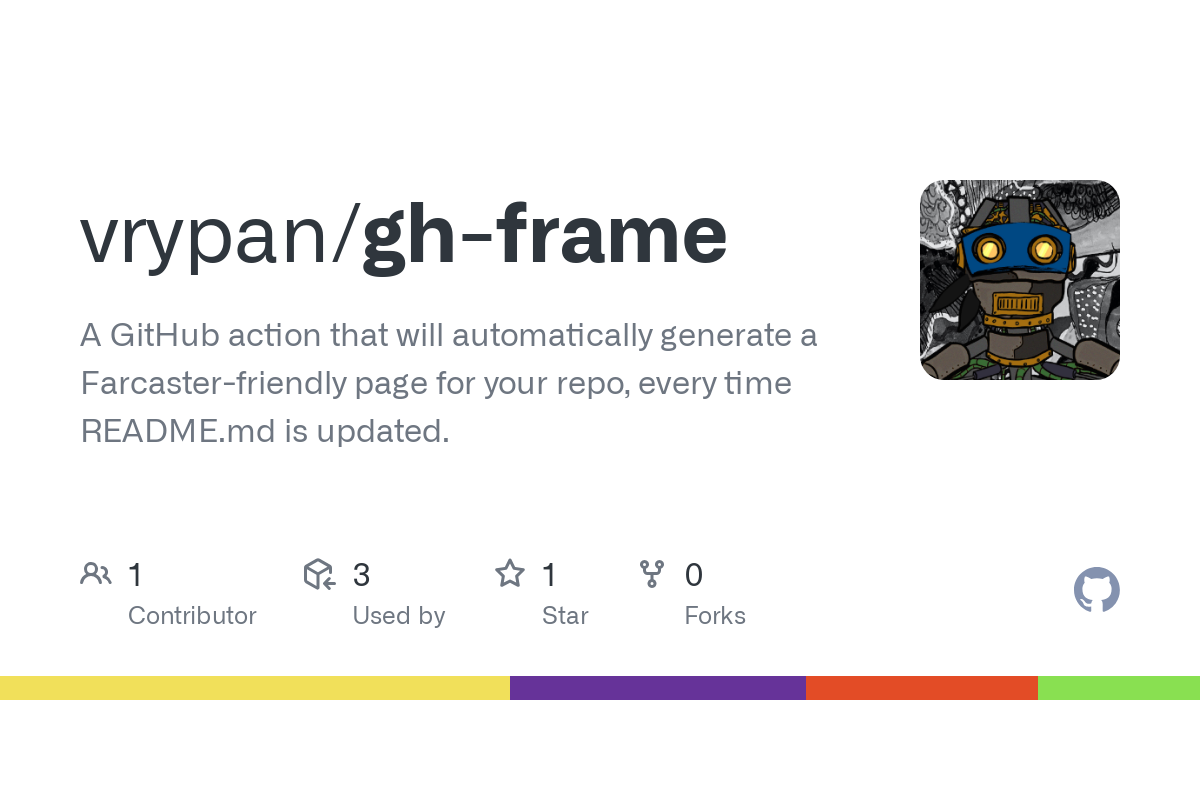 vrypan/gh-frame
A GitHub action that will automatically generate a
Farcaster-friendly page for your repo, every time
README.md is updated.
1 3 1 0
Contributor Used by Star Forks